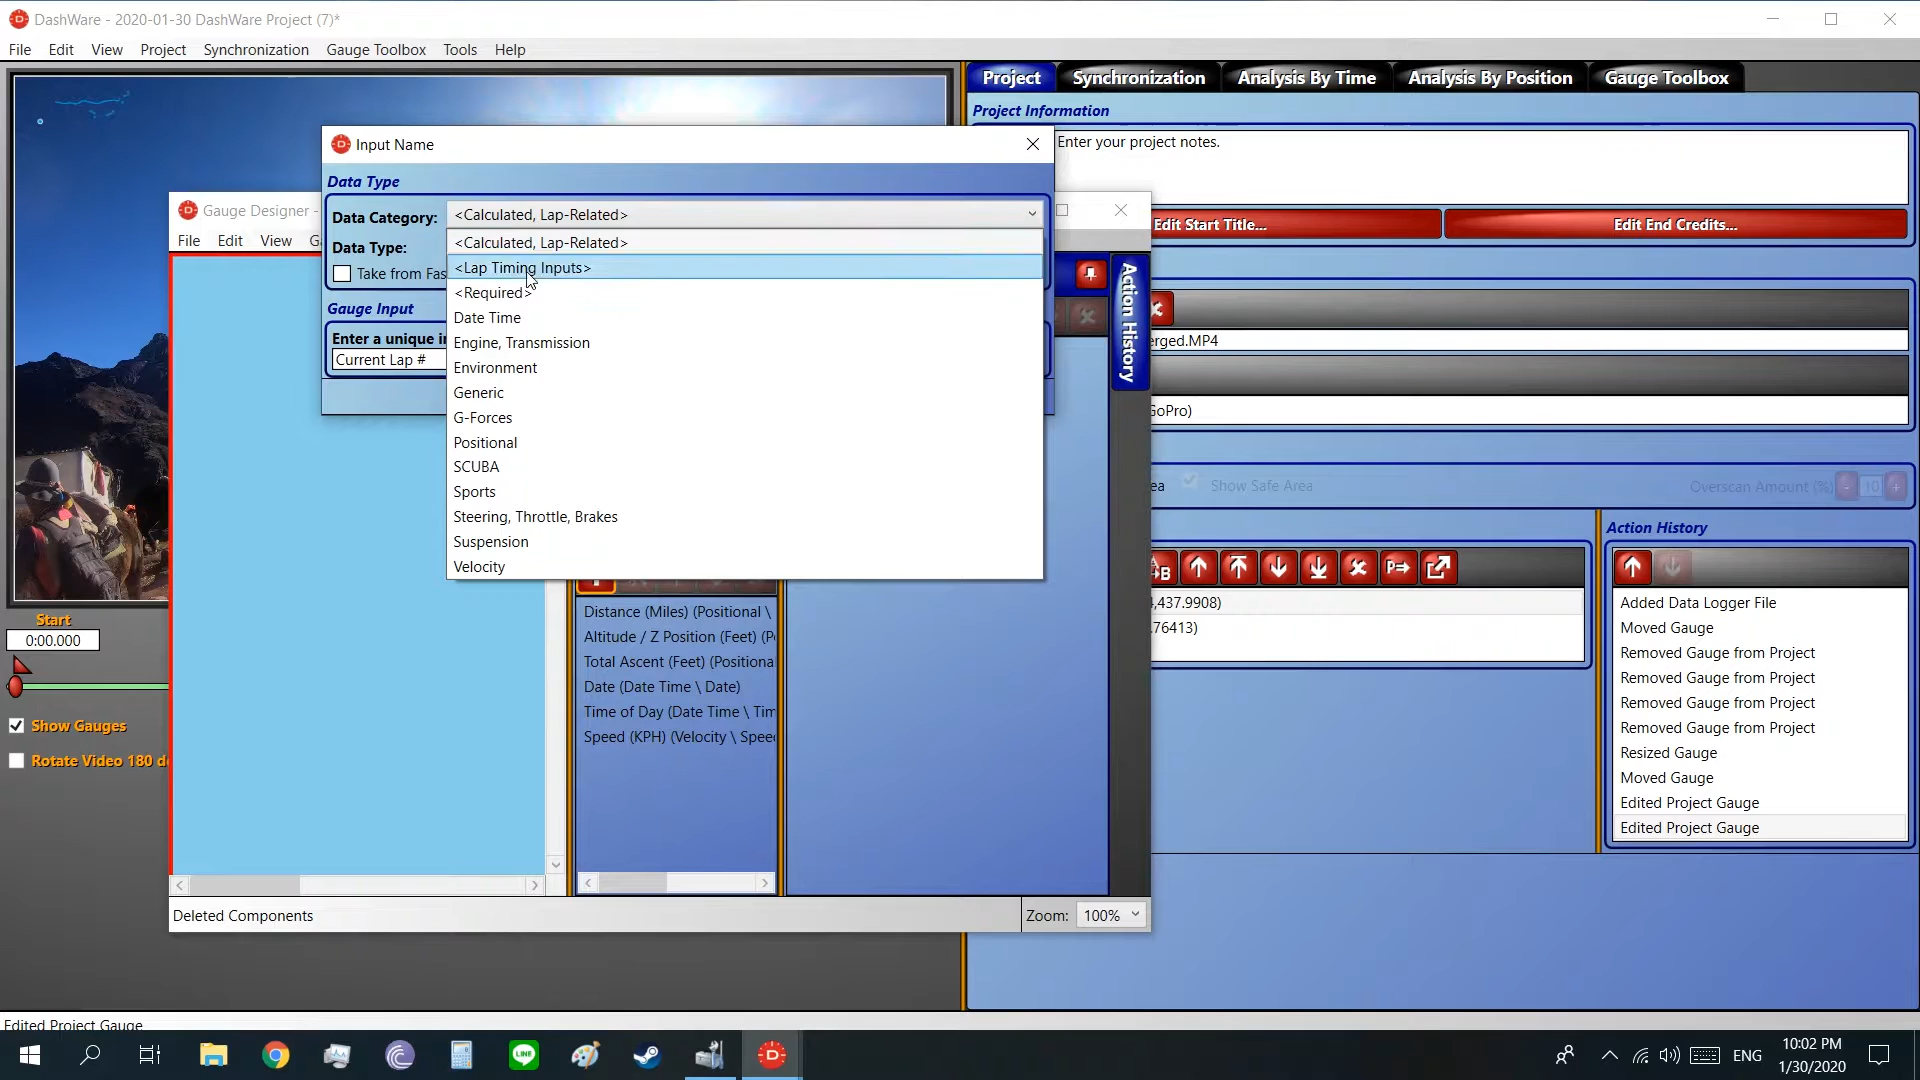 DashWare - 2020-01-30 DashWare Project (7)*
File Edit View Project Synchronization Gauge Toolbox Tools Help
Project Synchronization Analysis By Time Analysis By Position Gauge Toolbox
Project Information
Enter your project notes.
Input Name
Data Type
Data Category: <Calculated, Lap-Related>
Data Type:
Take from Fas
<Calculated, Lap-Related>
<Lap Timing Inputs>
<Required>
Date Time
Engine, Transmission
Environment
Generic
G-Forces
Positional
SCUBA
Sports
Steering, Throttle, Brakes
Suspension
Velocity
Gauge Input
Enter a unique i
Current Lap #
Gauge Designer -
File Edit View G
Action History
Edit Start Title... Edit End Credits...
erged.MP4
GoPro)
ea Show Safe Area Overscan Amount (%) - 10 +
4,437.9908)
.76413)
Action History
Added Data Logger File
Moved Gauge
Removed Gauge from Project
Removed Gauge from Project
Removed Gauge from Project
Removed Gauge from Project
Resized Gauge
Moved Gauge
Edited Project Gauge
Edited Project Gauge
Distance (Miles) (Positional \
Altitude / Z Position (Feet) (P
Total Ascent (Feet) (Positiona
Date (Date Time \ Date)
Time of Day (Date Time \ Tim
Speed (KPH) (Velocity \ Spee
Start
0:00.000
Show Gauges
Rotate Video 180 d
Deleted Components
Zoom: 100%
Edited Project Gauge
ENG
10:02 PM
1/30/2020